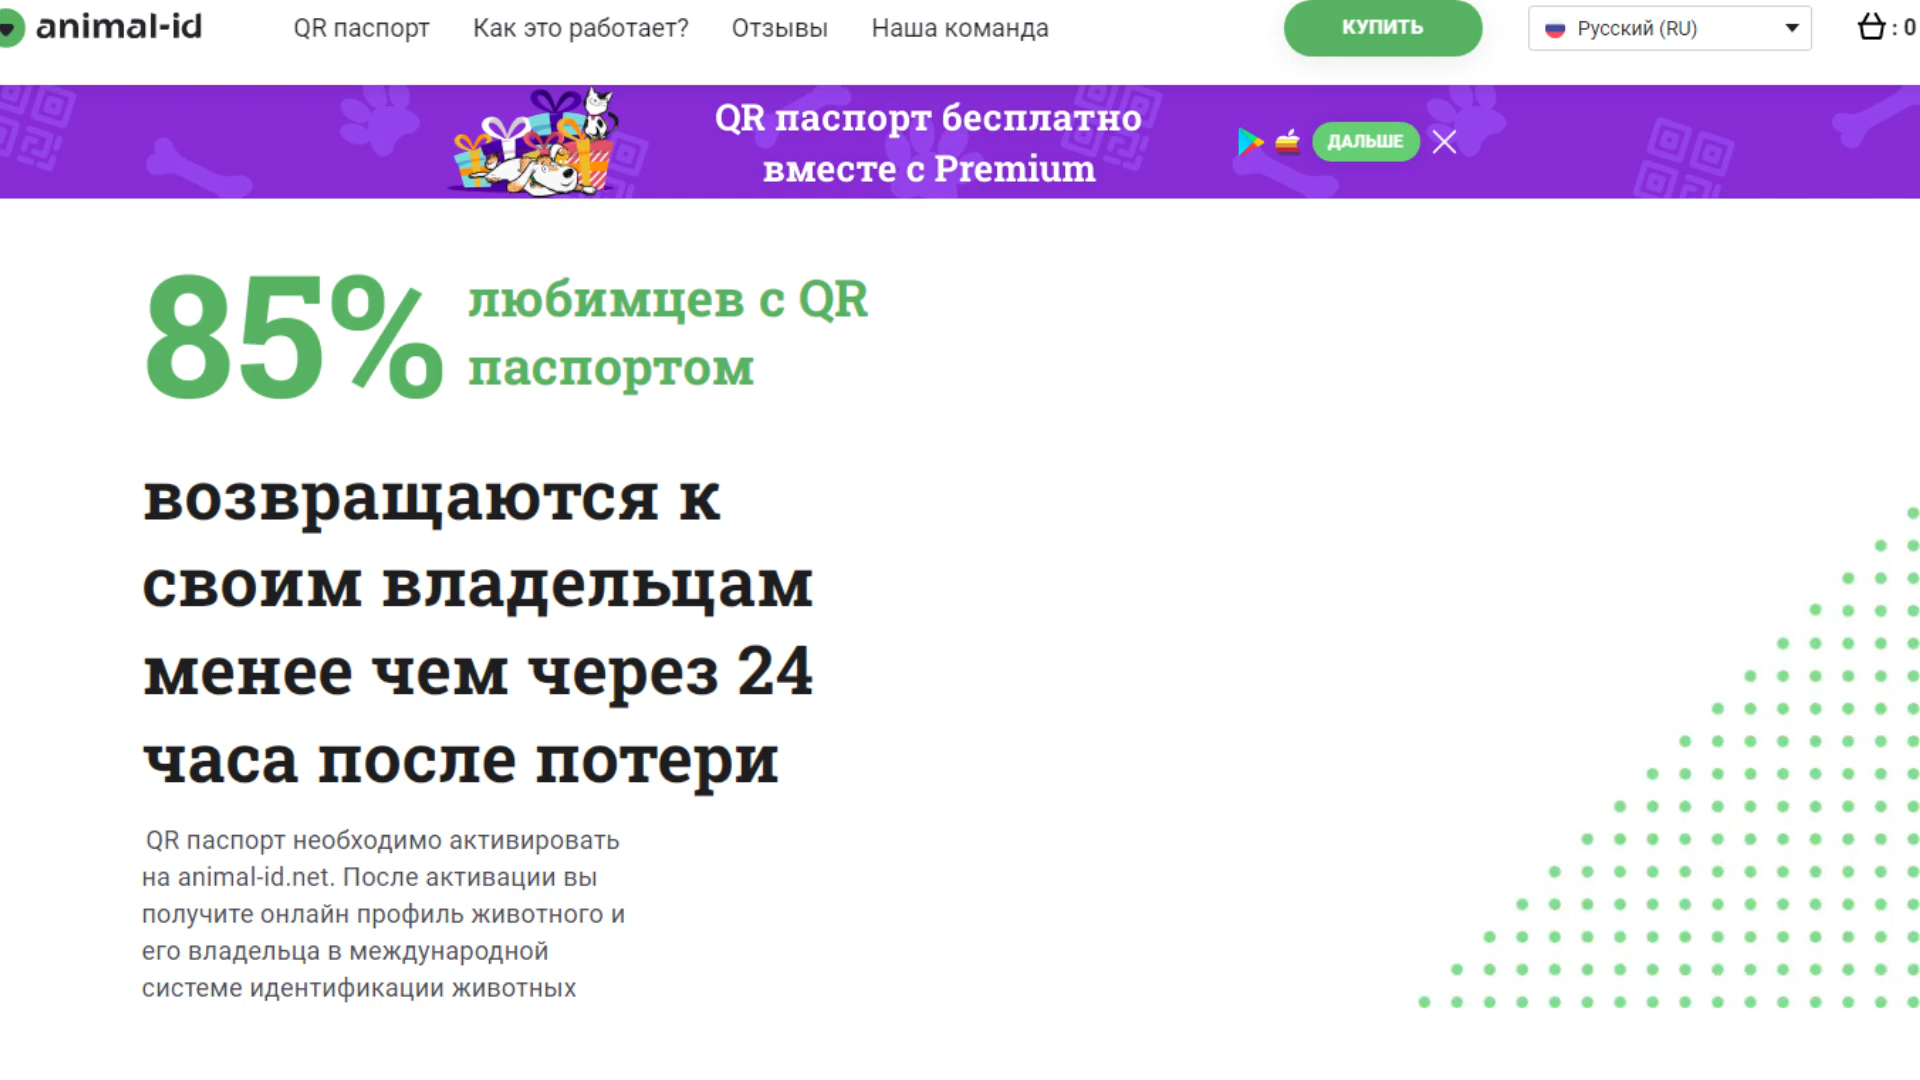 animal-id
QR паспорт
Как это работает?
Отзывы
Наша команда
КУПИТЬ
Русский (RU)
: 0
QR паспорт бесплатно
вместе с Premium
ДАЛЬШЕ
85%
любимцев с QR
паспортом
возвращаются к
своим владельцам
менее чем через 24
часа после потери
QR паспорт необходимо активировать
на animal-id.net. После активации вы
получите онлайн профиль животного и
его владельца в международной
системе идентификации животных